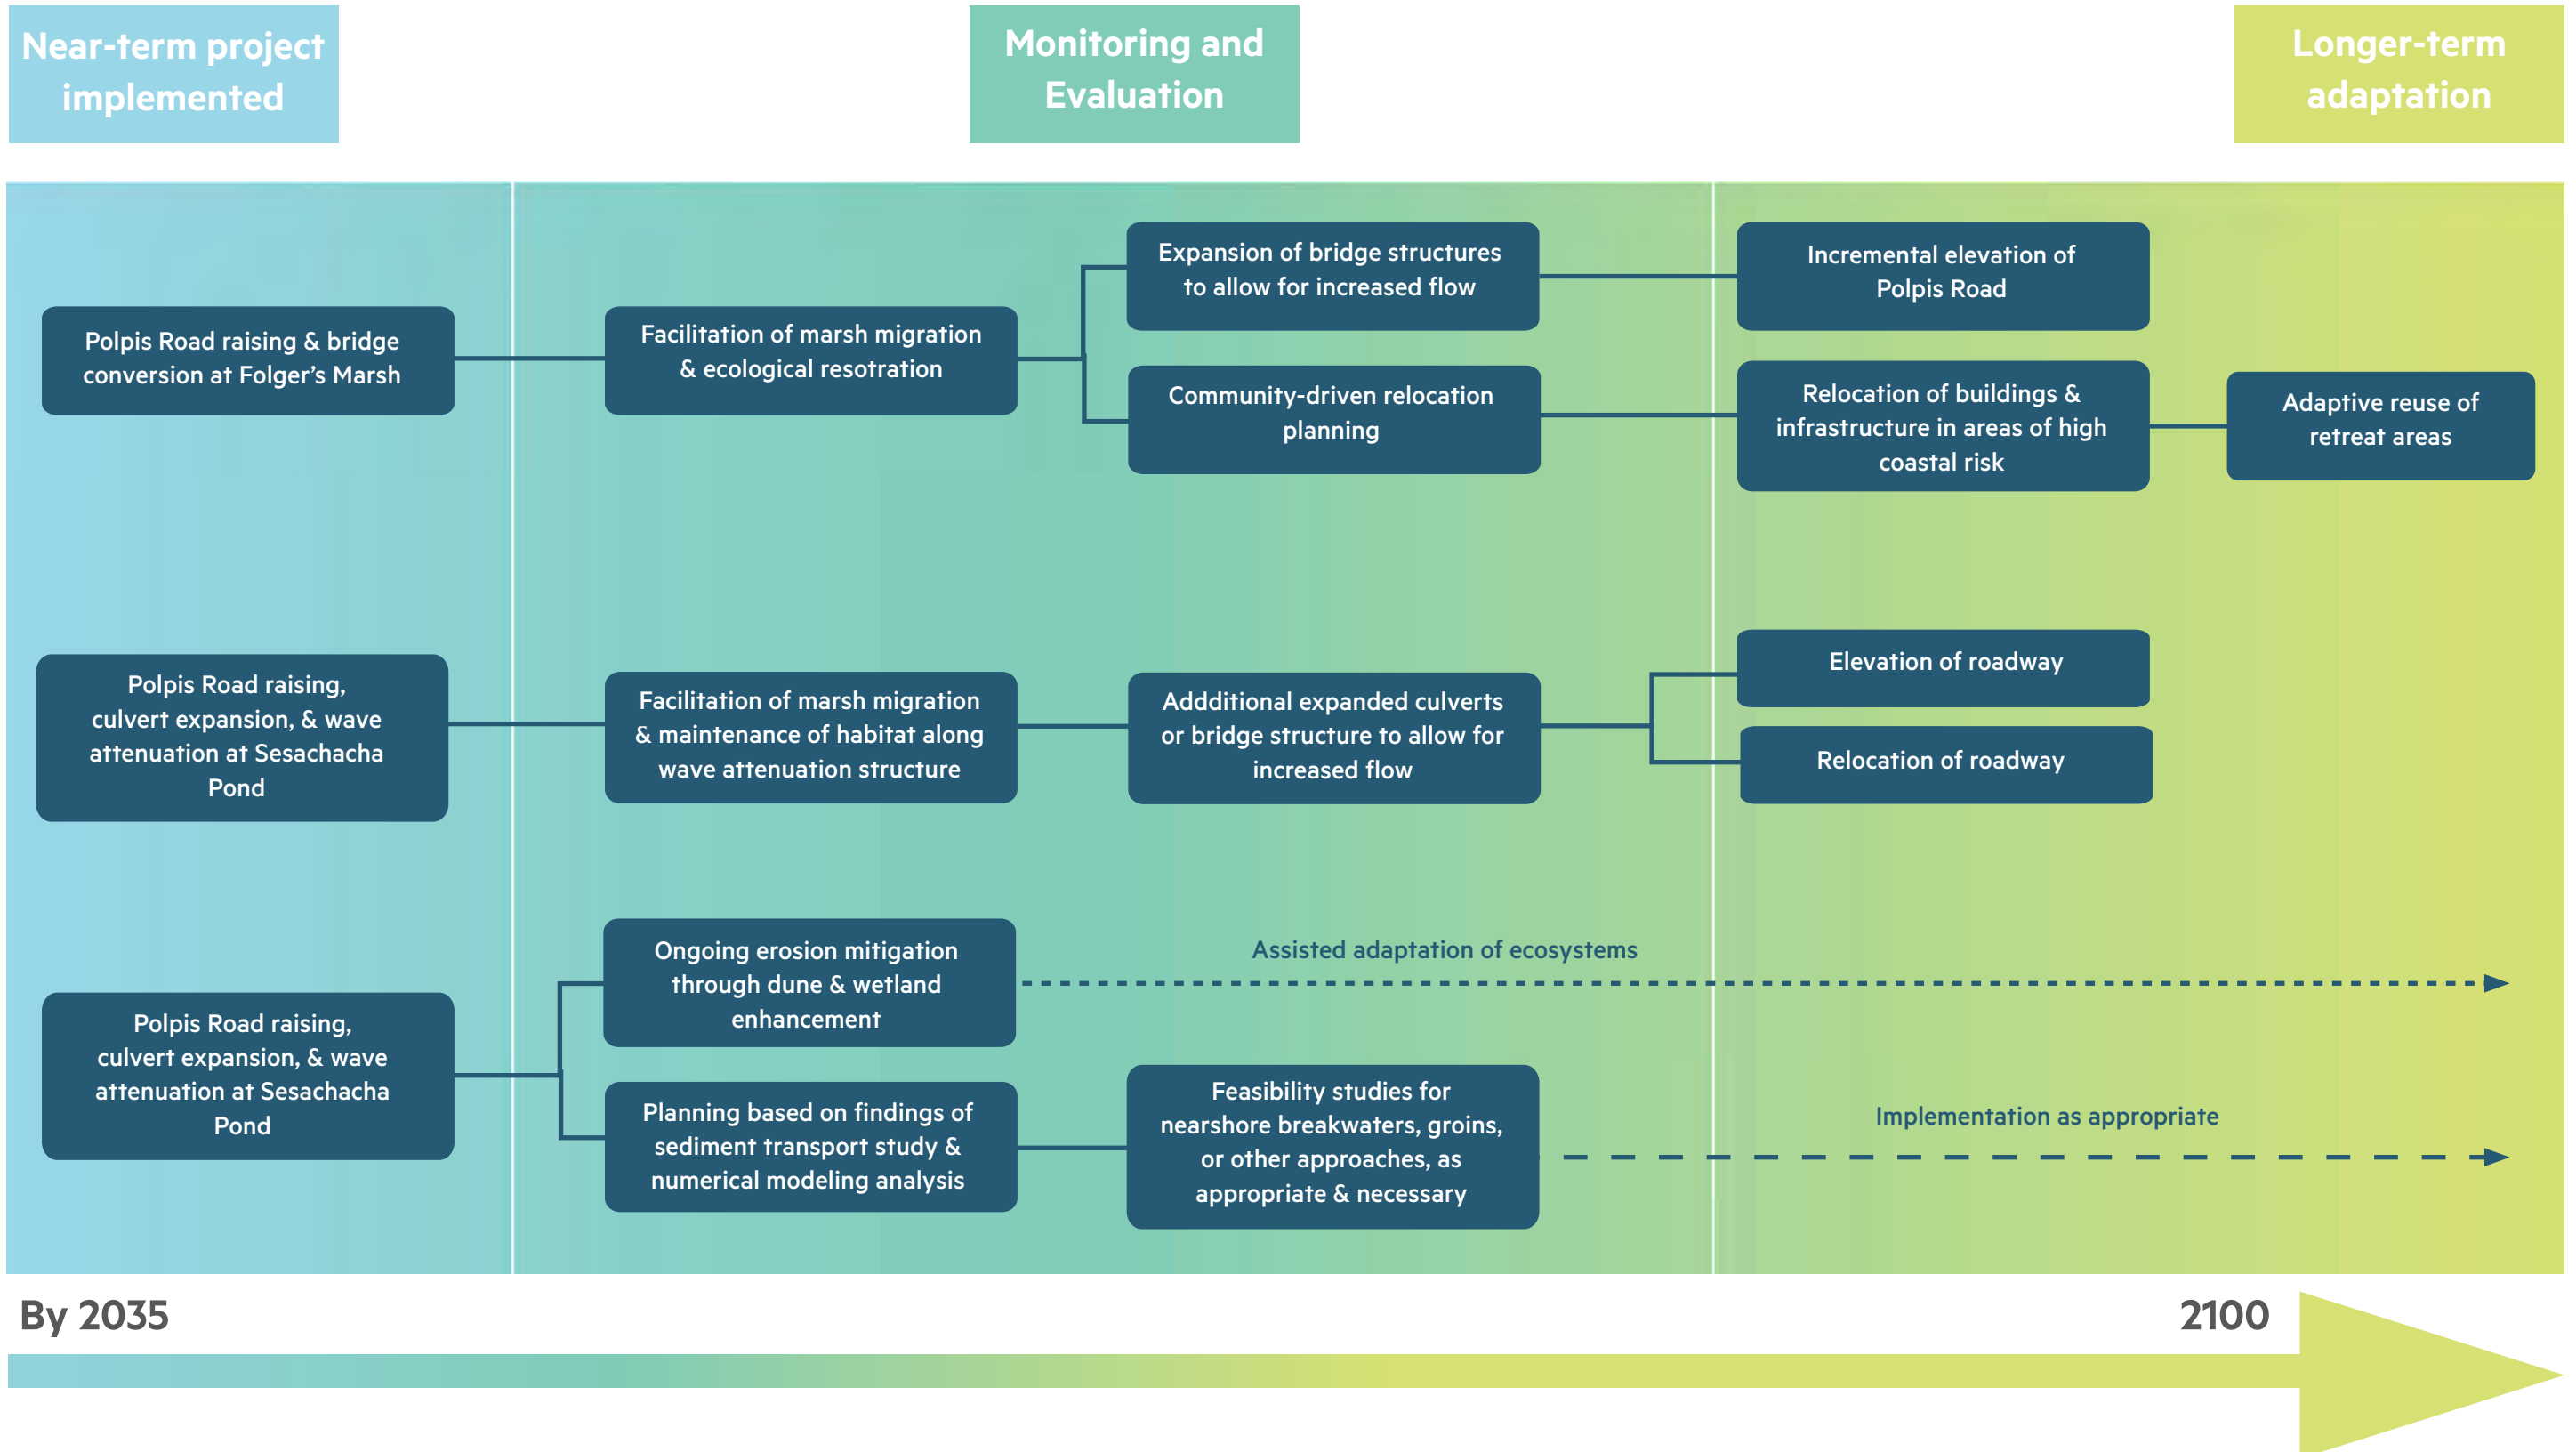 Near-term project
implemented
Monitoring and
Evaluation
Longer-term
adaptation
Polpis Road raising & bridge
conversion at Folger’s Marsh
Facilitation of marsh migration
& ecological resotration
Expansion of bridge structures
to allow for increased flow
Incremental elevation of
Polpis Road
Community-driven relocation
planning
Relocation of buildings &
infrastructure in areas of high
coastal risk
Adaptive reuse of
retreat areas
Polpis Road raising,
culvert expansion, & wave
attenuation at Sesachacha
Pond
Facilitation of marsh migration
& maintenance of habitat along
wave attenuation structure
Addditional expanded culverts
or bridge structure to allow for
increased flow
Elevation of roadway
Relocation of roadway
Polpis Road raising,
culvert expansion, & wave
attenuation at Sesachacha
Pond
Ongoing erosion mitigation
through dune & wetland
enhancement
Assisted adaptation of ecosystems
Planning based on findings of
sediment transport study &
numerical modeling analysis
Feasibility studies for
nearshore breakwaters, groins,
or other approaches, as
appropriate & necessary
Implementation as appropriate
By 2035
2100